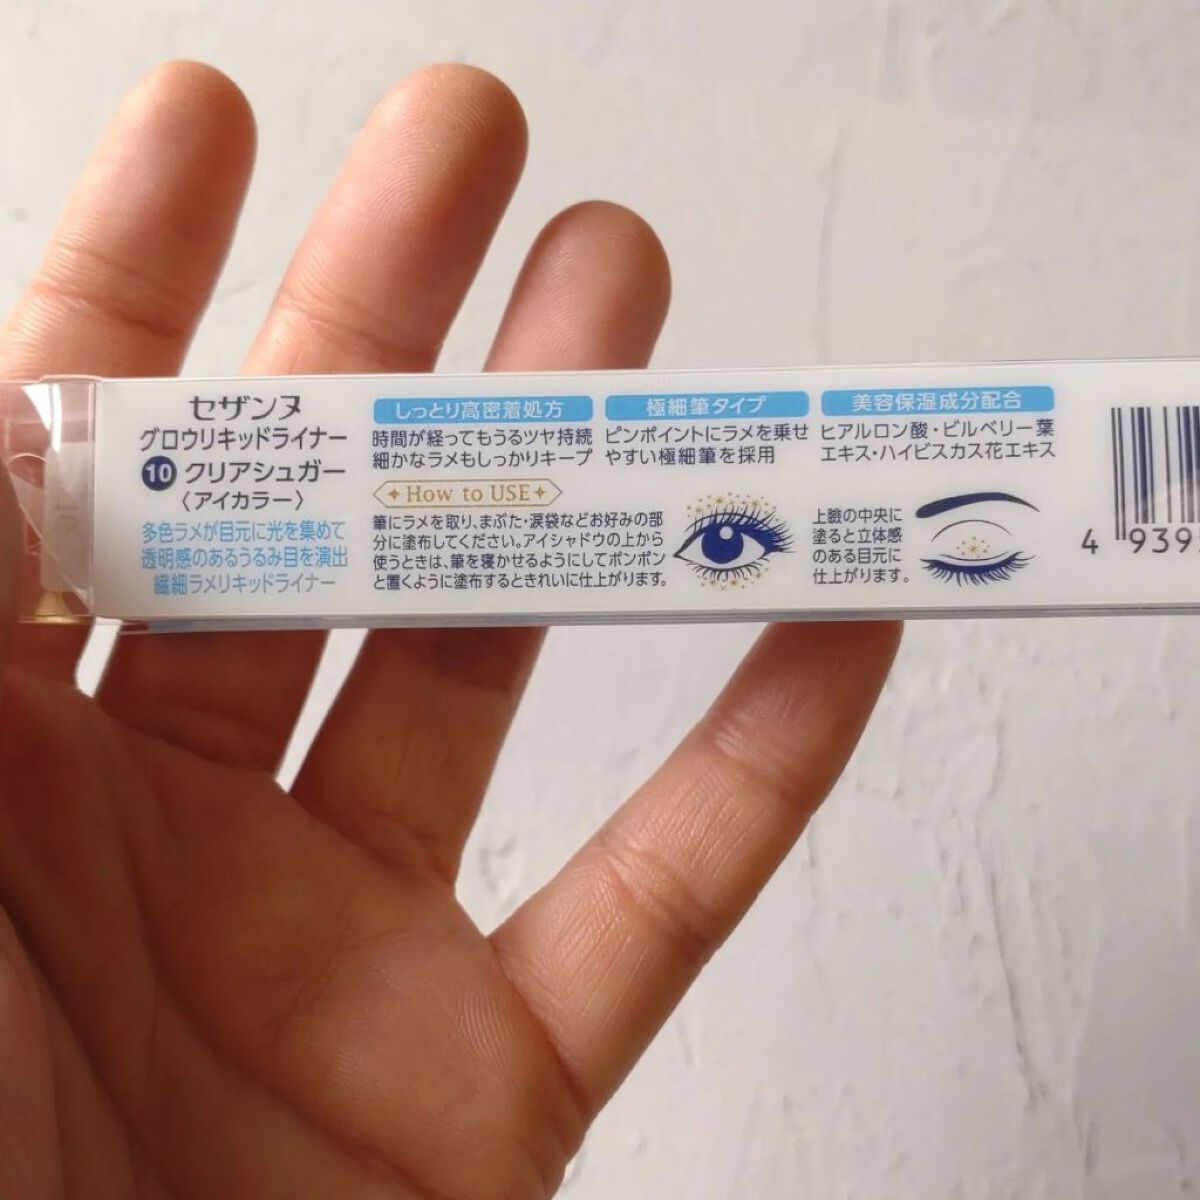 セザンヌ
グロウリキッドライナー
10 クリアシュガー
〈アイカラー〉
多色ラメが目元に光を集めて
透明感のあるうるみ目を演出
繊細ラメリキッドライナー
しっとり高密着処方
時間が経ってもうるツヤ持続
細かなラメもしっかりキープ
極細筆タイプ
ピンポイントにラメを乗せ
やすい極細筆を採用
美容保湿成分配合
ヒアルロン酸・ビルベリー葉
エキス・ハイビスカス花エキス
How to USE
筆にラメを取り、まぶた・涙袋などお好みの部
分に塗布してください。アイシャドウの上から
使うときは、筆を寝かせるようにしてポンポン
と置くように塗布するときれいに仕上がります。
上瞼の中央に
塗ると立体感
のある目元に
仕上がります。
4 939